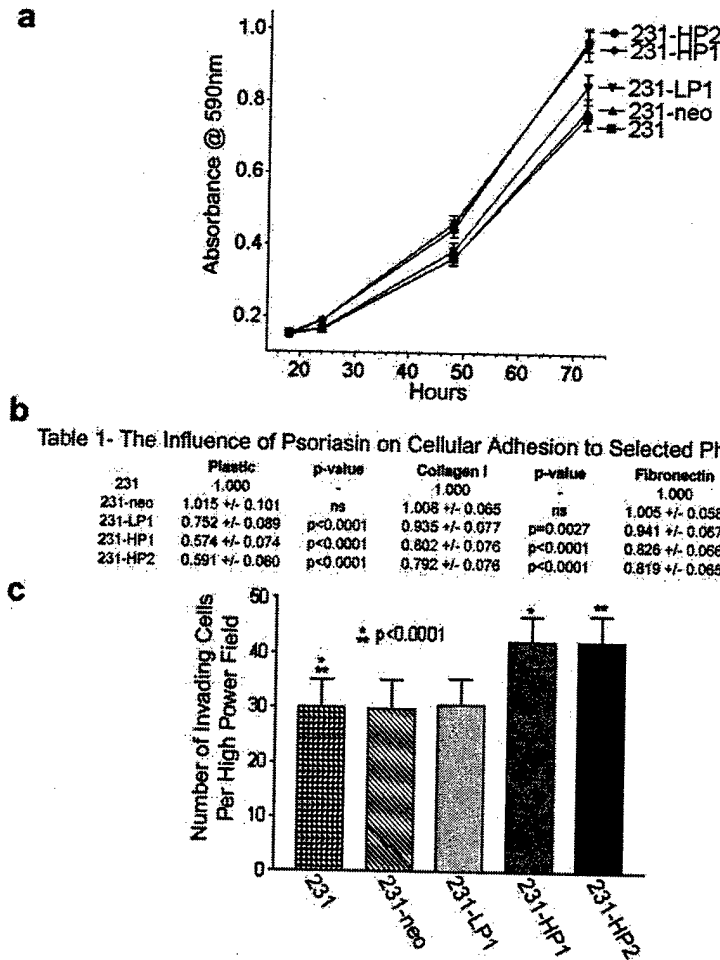 a
1.0
0.8
0.6
0.4
0.2
Absorbance @ 590nm
231-HP2
231-HP1
231-LP1
231-neo
231
20 30 40 50 60 70
Hours
b
Table 1- The Influence of Psoriasin on Cellular Adhesion to Selected Ph
Plastic p-value Collagen I p-value Fibronectin
231 1.000 - 1.000 - 1.000
231-neo 1.015 +/- 0.101 ns 1.008 +/- 0.065 ns 1.005 +/- 0.058
231-LP1 0.752 +/- 0.089 p<0.0001 0.935 +/- 0.077 p=0.0027 0.941 +/- 0.067
231-HP1 0.574 +/- 0.074 p<0.0001 0.802 +/- 0.076 p<0.0001 0.826 +/- 0.066
231-HP2 0.591 +/- 0.060 p<0.0001 0.792 +/- 0.076 p<0.0001 0.819 +/- 0.065
c
50
40
30
20
10
0
Number of Invading Cells
Per High Power Field
*
** p<0.0001
*
**
*
**
231
231-neo
231-LP1
231-HP1
231-HP2